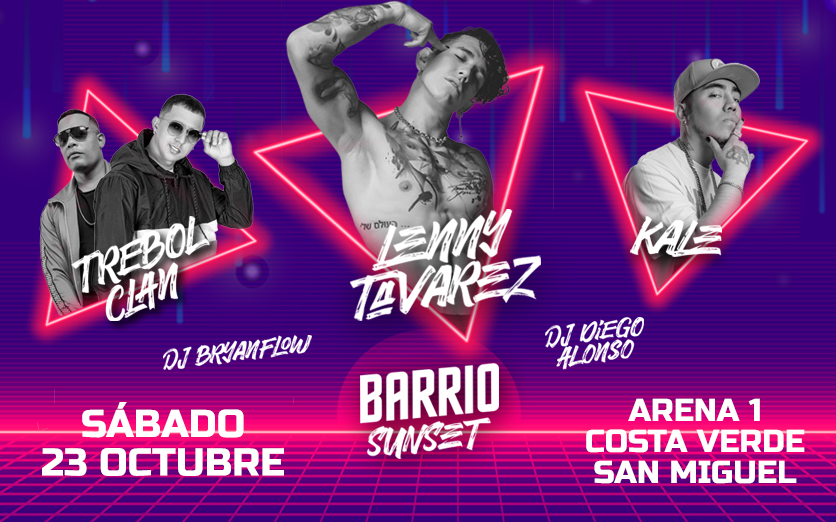 TREBOL
CLAN
LENNY
TAVAREZ
KALE
DJ BRYANFLOW
DJ DIEGO
ALONSO
BARRIO
SUNSET
SÁBADO
23 OCTUBRE
ARENA 1
COSTA VERDE
SAN MIGUEL